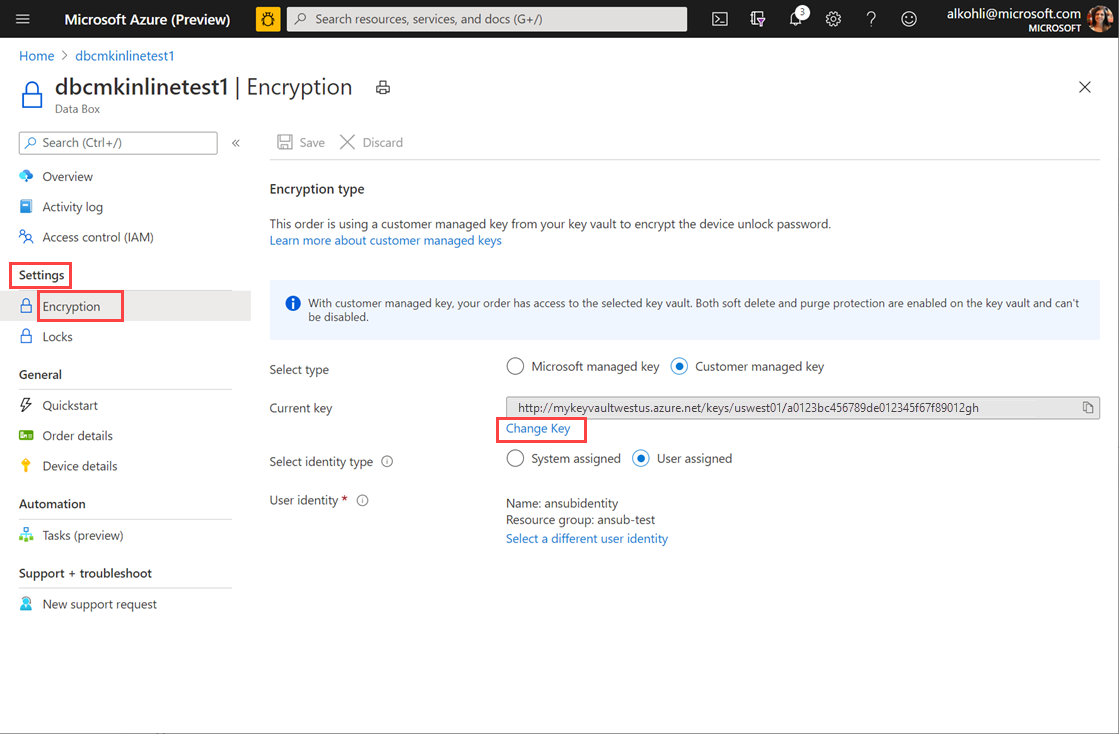 Microsoft Azure (Preview)
Search resources, services, and docs (G+/)
3
alkohli@microsoft.com
MICROSOFT
Home > dbcmkinlinetest1
dbcmkinlinetest1 | Encryption
Data Box
Search (Ctrl+/)
«
Overview
Activity log
Access control (IAM)
Settings
Encryption
Locks
General
Quickstart
Order details
Device details
Automation
Tasks (preview)
Support + troubleshoot
New support request
Save
Discard
Encryption type
This order is using a customer managed key from your key vault to encrypt the device unlock password.
Learn more about customer managed keys
With customer managed key, your order has access to the selected key vault. Both soft delete and purge protection are enabled on the key vault and can't
be disabled.
Select type
Microsoft managed key
Customer managed key
Current key
http://mykeyvaultwestus.azure.net/keys/uswest01/a0123bc456789de012345f67f89012gh
Change Key
Select identity type
System assigned
User assigned
User identity *
Name: ansubidentity
Resource group: ansub-test
Select a different user identity